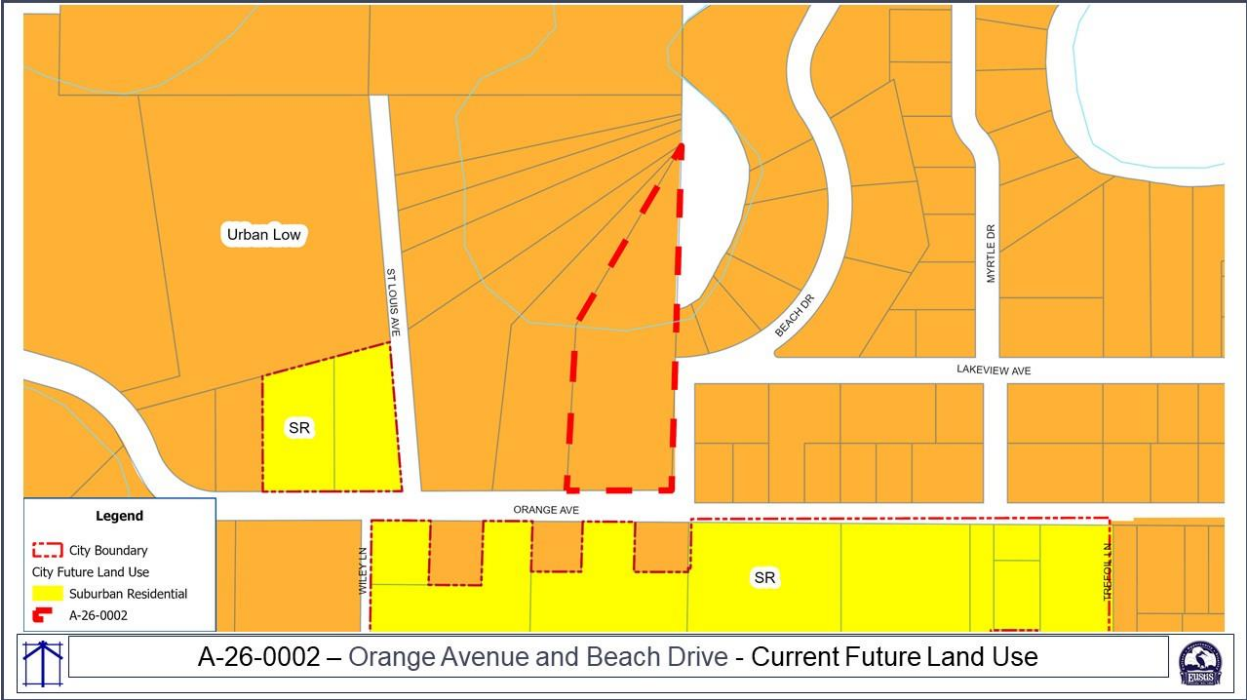 Urban Low
ST LOUIS AVE
BEACH DR
MYRTLE DR
LAKEVIEW AVE
SR
ORANGE AVE
WILEY LN
SR
TREFOIL LN
Legend
City Boundary
City Future Land Use
Suburban Residential
A-26-0002
A-26-0002 – Orange Avenue and Beach Drive - Current Future Land Use
EUSTIS